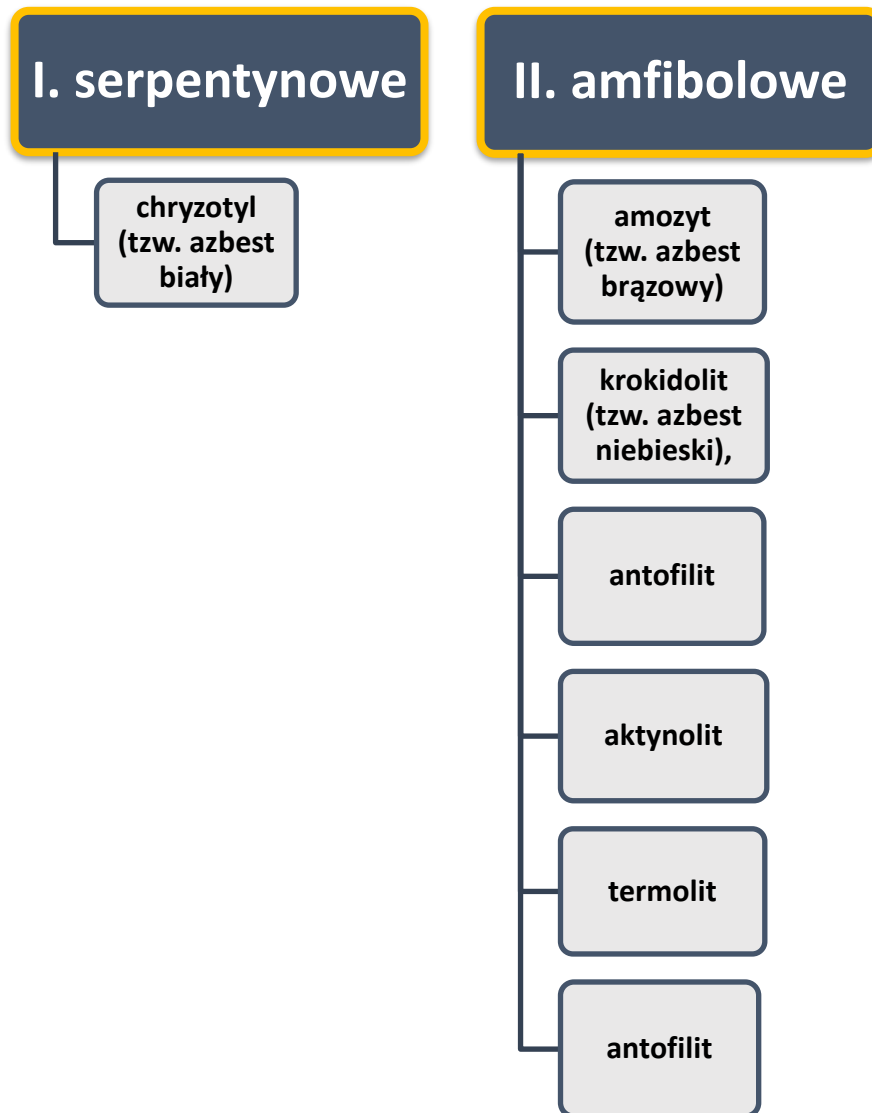 I. serpentynowe
chryzotyl
(tzw. azbest
biały)
II. amfibolowe
amozyt
(tzw. azbest
brązowy)
krokidolit
(tzw. azbest
niebieski),
antofilit
aktynolit
termolit
antofilit